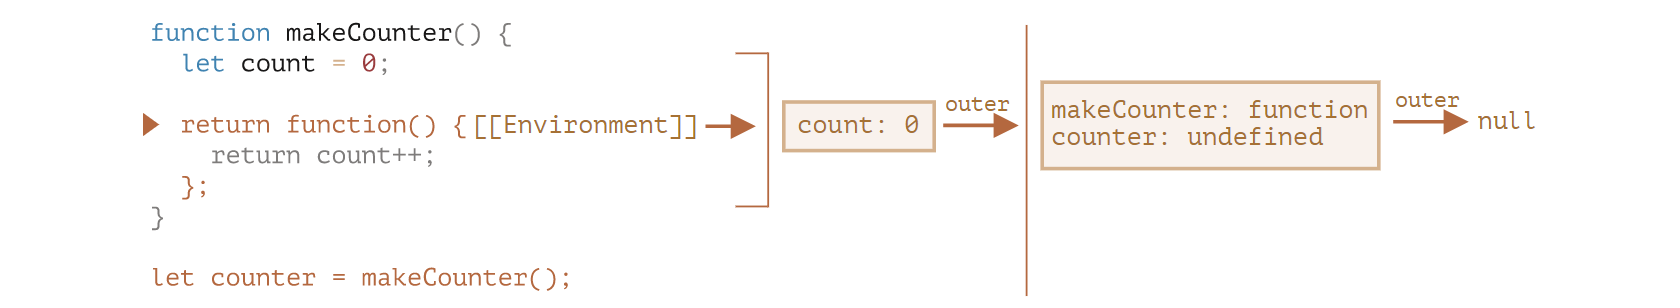 function makeCounter() {
let count = 0;
return function() { [[Environment]]
return count++;
};
}
let counter = makeCounter();
count: 0
outer
makeCounter: function
counter: undefined
outer
null